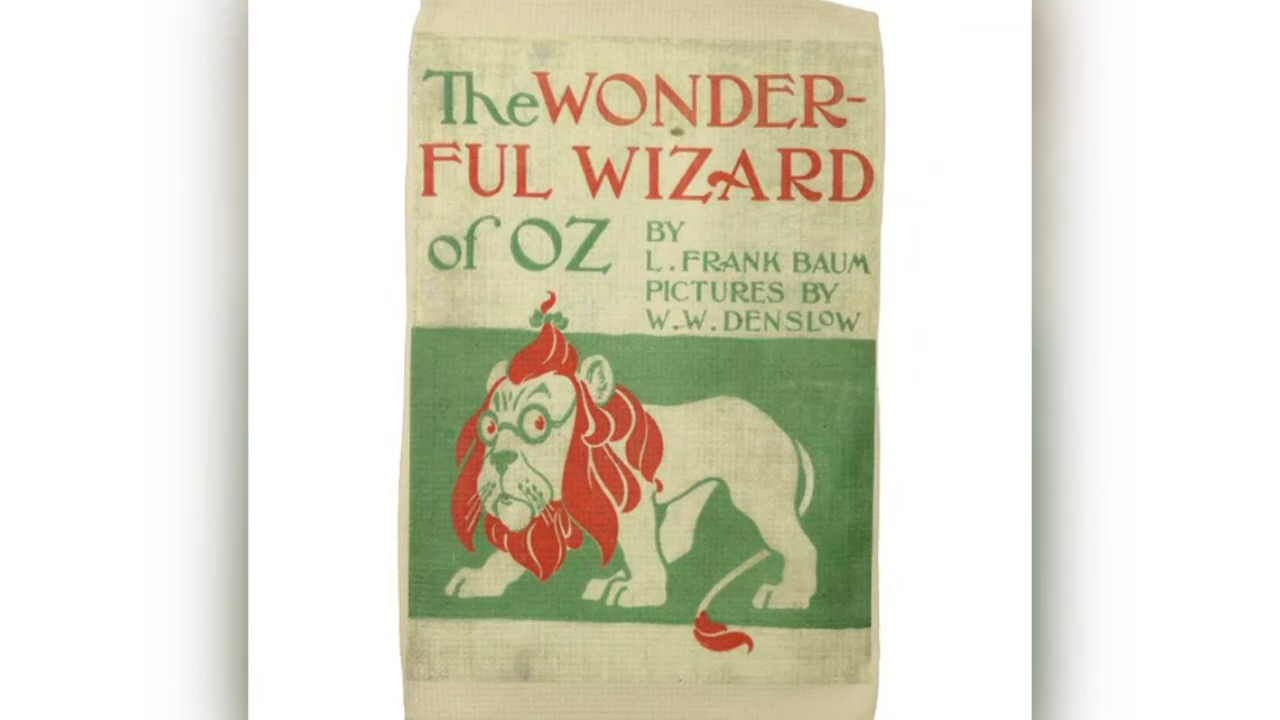 The WONDER-
FUL WIZARD
of OZ
BY
L. FRANK BAUM
PICTURES BY
W. W. DENSLOW